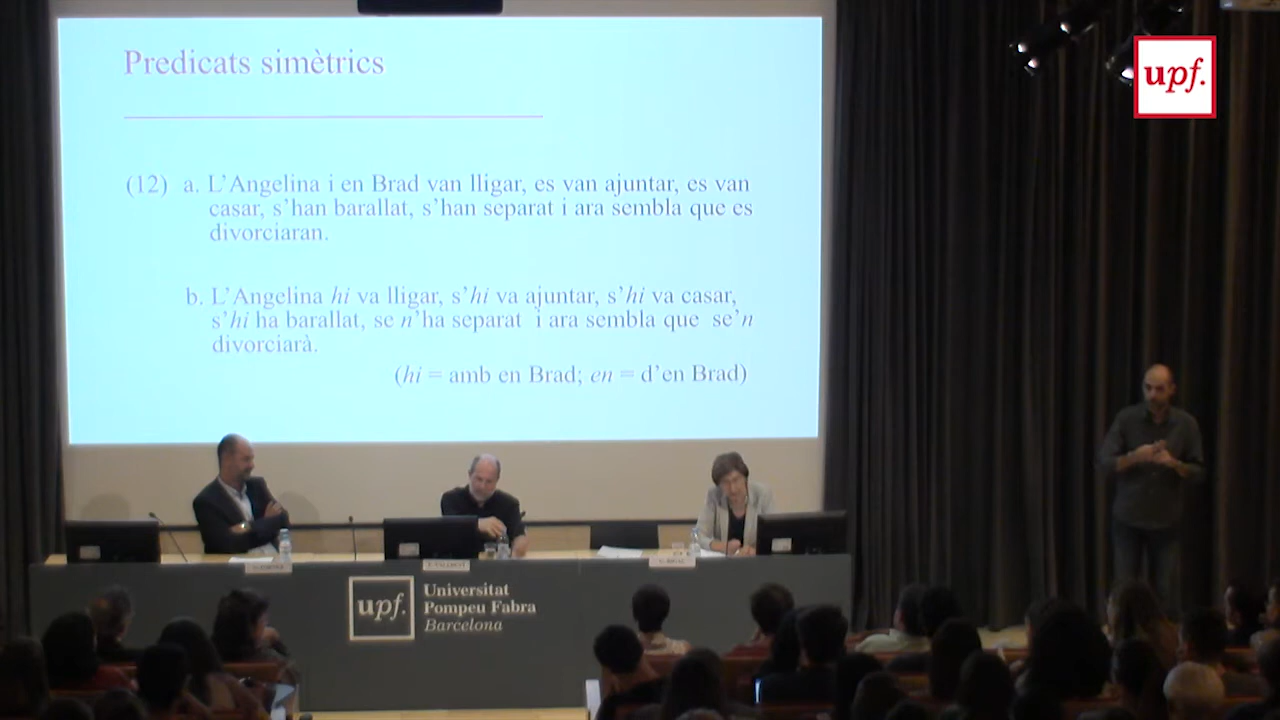 Predicats simètrics
(12) a. L'Angelina i en Brad van lligar, es van ajuntar, es van
casar, s'han barallat, s'han separat i ara sembla que es
divorciaran.
b. L'Angelina hi va lligar, s'hi va ajuntar, s'hi va casar,
s'hi ha barallat, se n'ha separat i ara sembla que se'n
divorciarà.
(hi = amb en Brad; en = d'en Brad)
upf.
upf.
Universitat
Pompeu Fabra
Barcelona